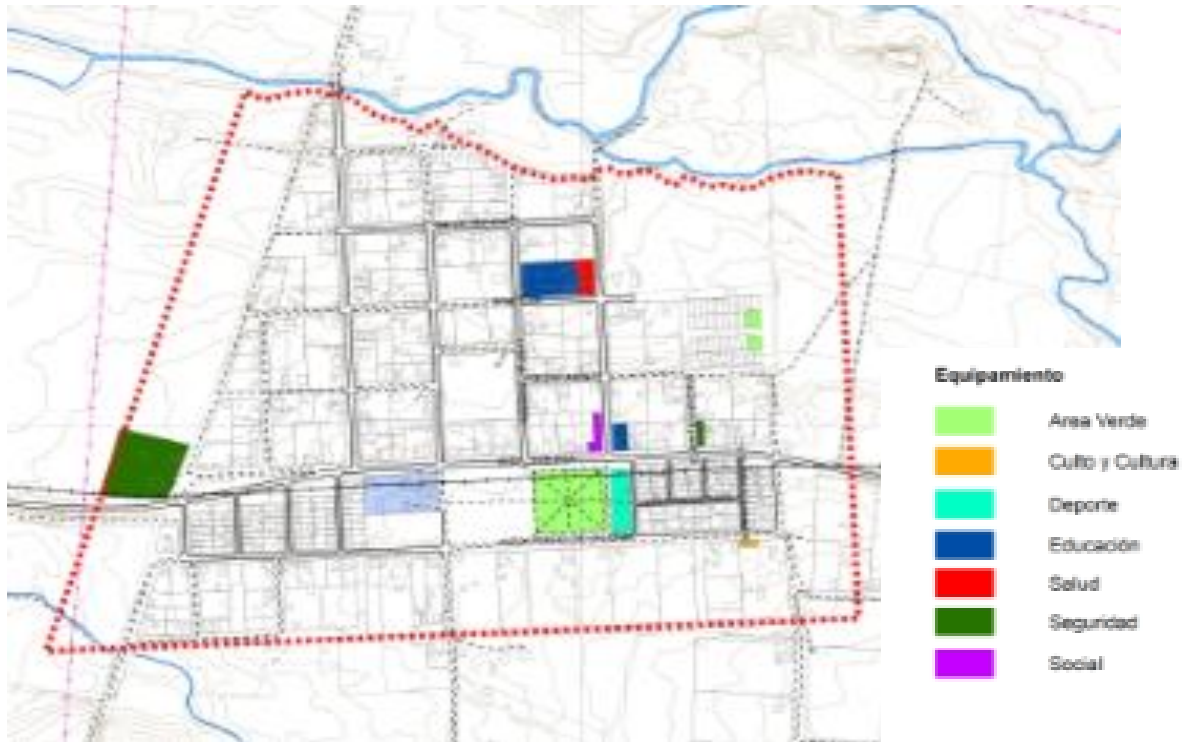 Equipamiento
Area Verde
Culto y Cultura
Deporte
Educación
Salud
Seguridad
Social